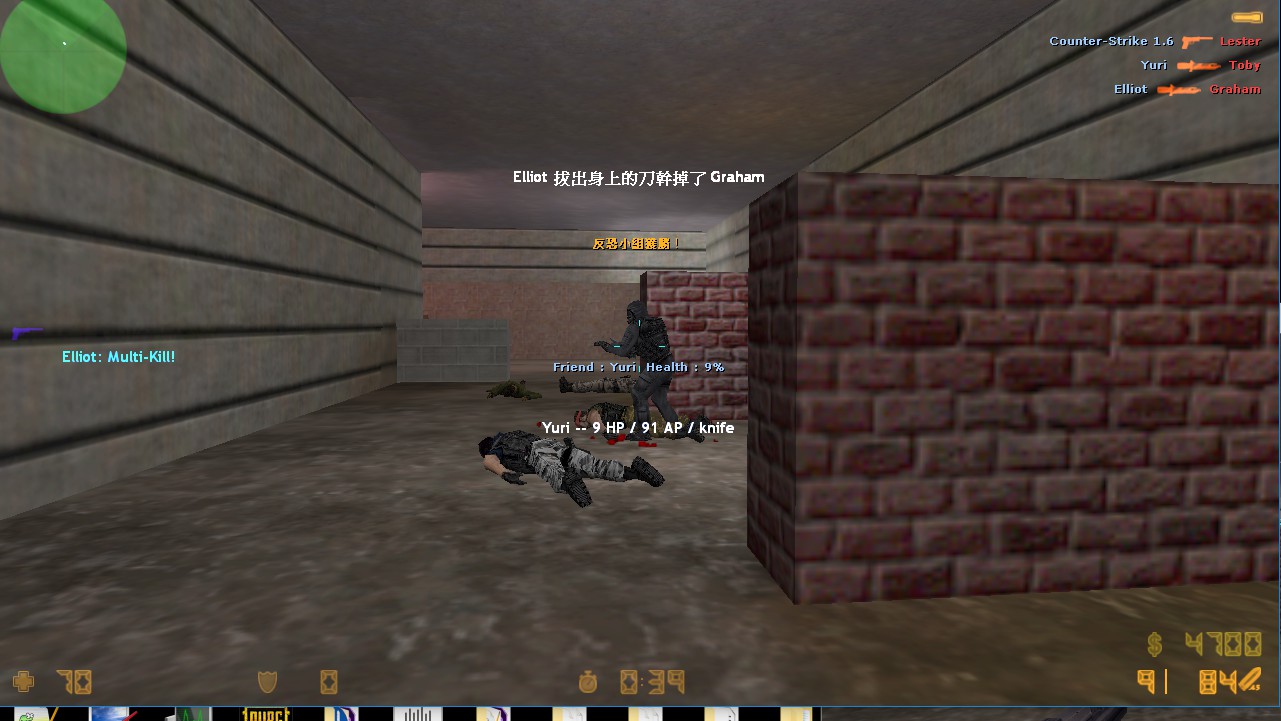 Counter-Strike 1.6 Lester
Yuri Toby
Elliot Graham
Elliot 拔出身上的刀幹掉了 Graham
反恐小组獲勝！
Elliot: Multi-Kill!
Friend : Yuri Health : 9%
Yuri -- 9 HP / 91 AP / knife
$ 4700
70 0 0:39 9| 84